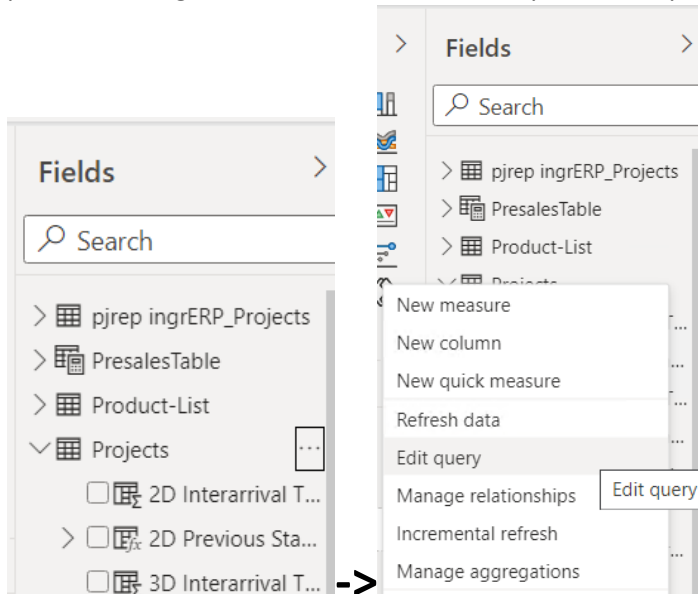 Fields
Search
pjrep ingrERP_Projects
PresalesTable
Product-List
Projects
...
2D Interarrival T...
2D Previous Sta...
3D Interarrival T...
->
Fields
Search
pjrep ingrERP_Projects
PresalesTable
Product-List
Projects
New measure
New column
New quick measure
Refresh data
Edit query
Manage relationships
Edit query
Incremental refresh
Manage aggregations